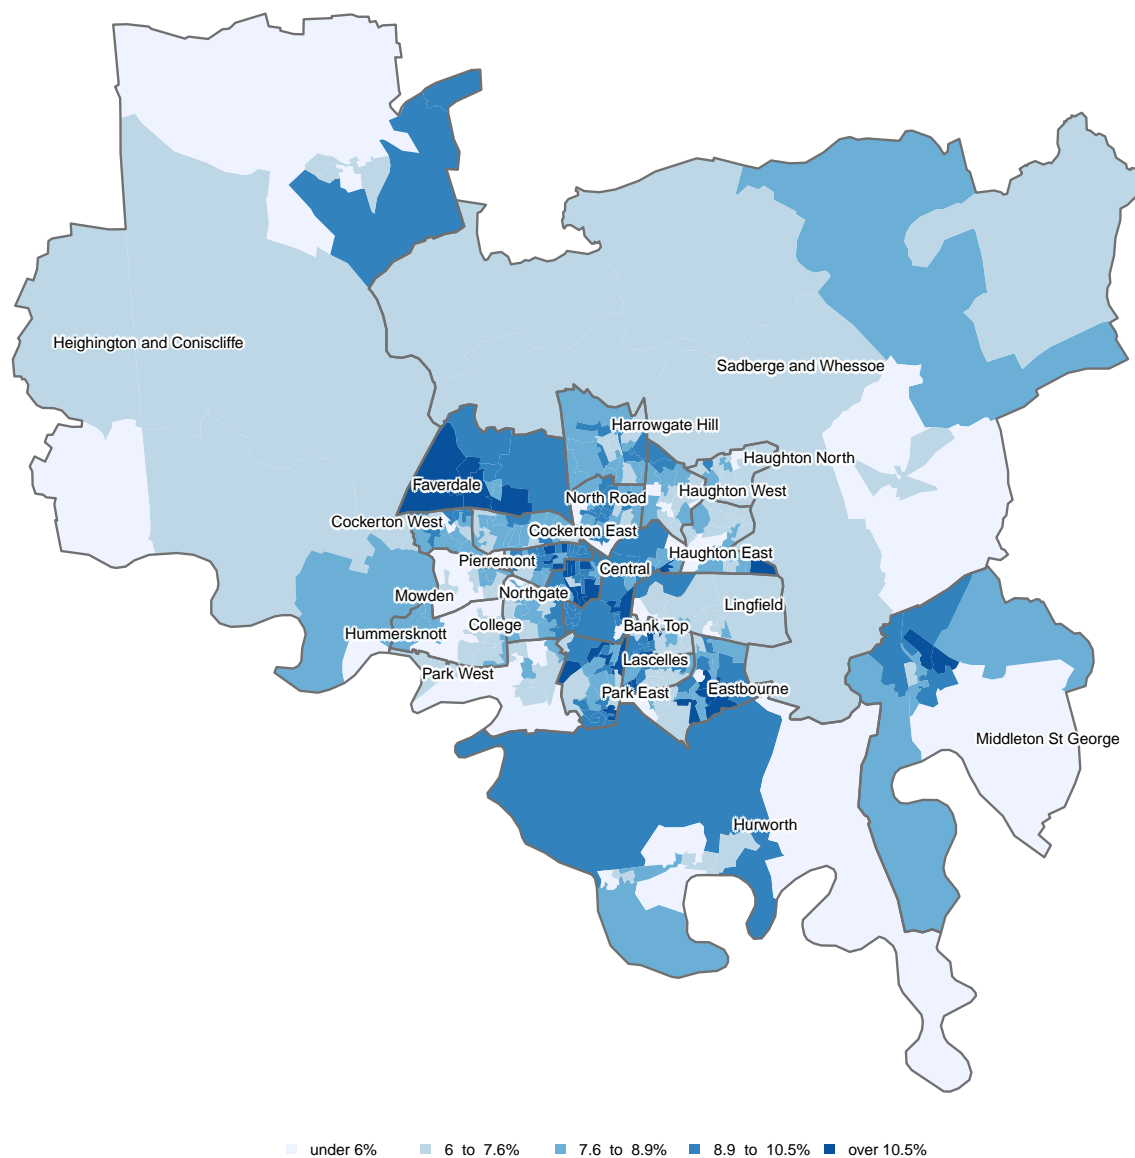 Heighington and Coniscliffe
Sadberge and Whessoe
Harrowgate Hill
Haughton North
Faverdale
Haughton West
North Road
Cockerton West
Cockerton East
Haughton East
Pierremont
Central
Mowden
Northgate
Lingfield
Hummersknott
College
Bank Top
Lascelles
Park West
Park East
Eastbourne
Middleton St George
Hurworth
under 6%
6 to 7.6%
7.6 to 8.9%
8.9 to 10.5%
over 10.5%